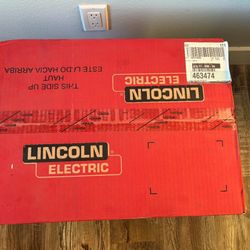 THIS SIDE UP
ESTE LADO HACIA ARRIBA
HAUT
LINCOLN
ELECTRIC
463474
LINCOLN
ELECTRIC